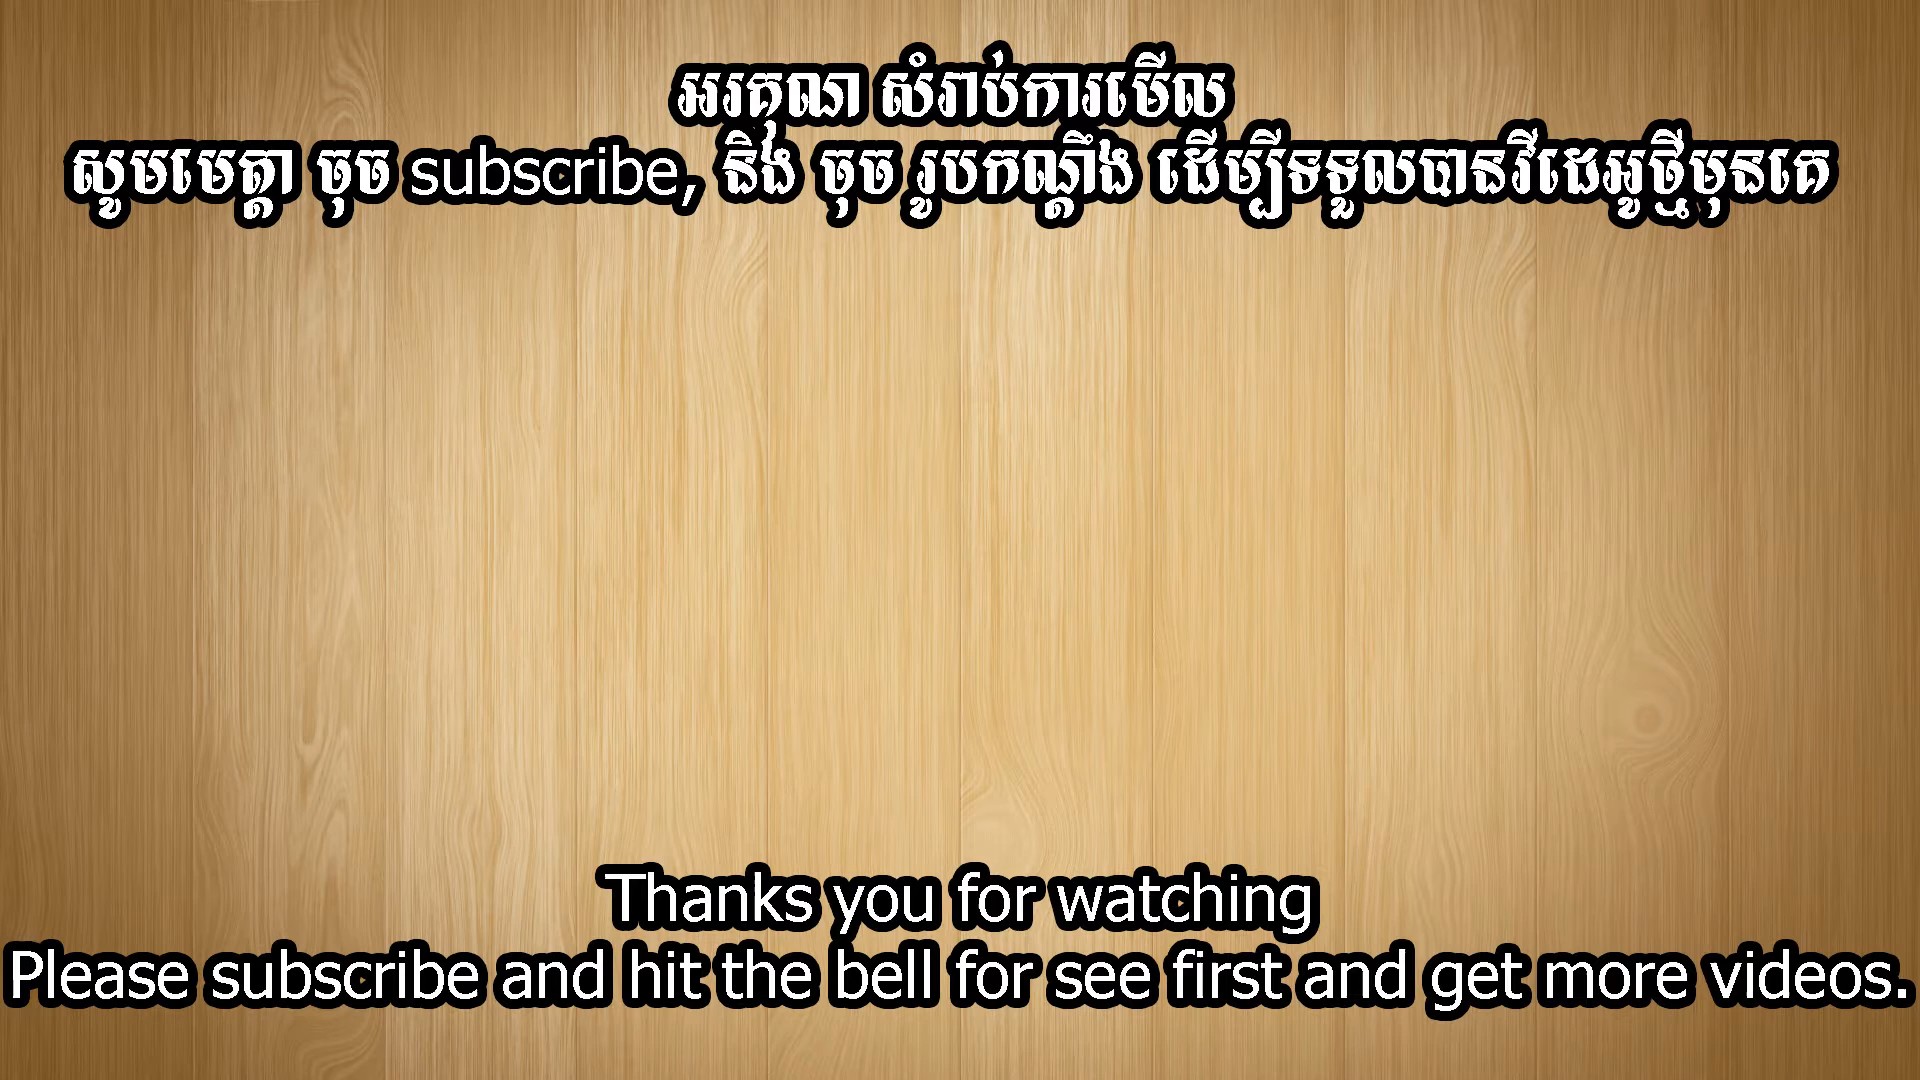 អរគុណ សំរាប់ការមើល
សូមមេត្តា ចុច subscribe, និង ចុច រូបកណ្ដឹង ដើម្បីទទួលបានវីដេអូថ្មីមុនគេ
Thanks you for watching
Please subscribe and hit the bell for see first and get more videos.